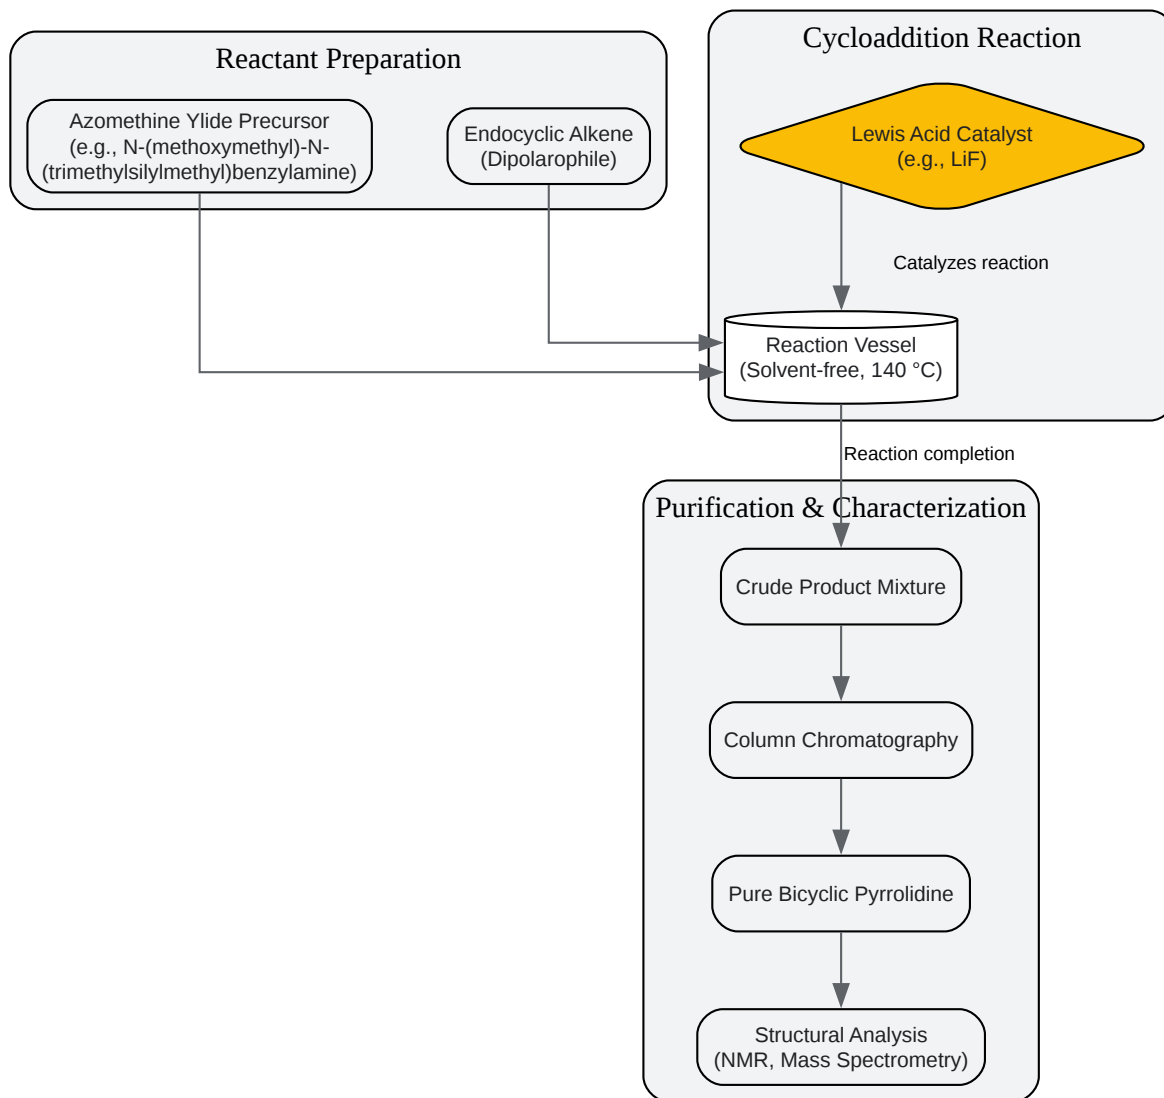 Reactant Preparation
Azomethine Ylide Precursor
(e.g., N-(methoxymethyl)-N-
(trimethylsilylmethyl)benzylamine)
Endocyclic Alkene
(Dipolarophile)
Cycloaddition Reaction
Lewis Acid Catalyst
(e.g., LiF)
Catalyzes reaction
Reaction Vessel
(Solvent-free, 140 °C)
Reaction completion
Purification & Characterization
Crude Product Mixture
Column Chromatography
Pure Bicyclic Pyrrolidine
Structural Analysis
(NMR, Mass Spectrometry)